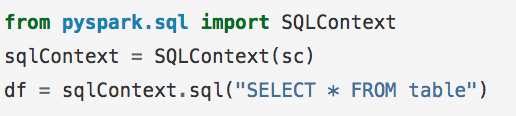 from pyspark.sql import SQLContext
sqlContext = SQLContext(sc)
df = sqlContext.sql("SELECT * FROM table")